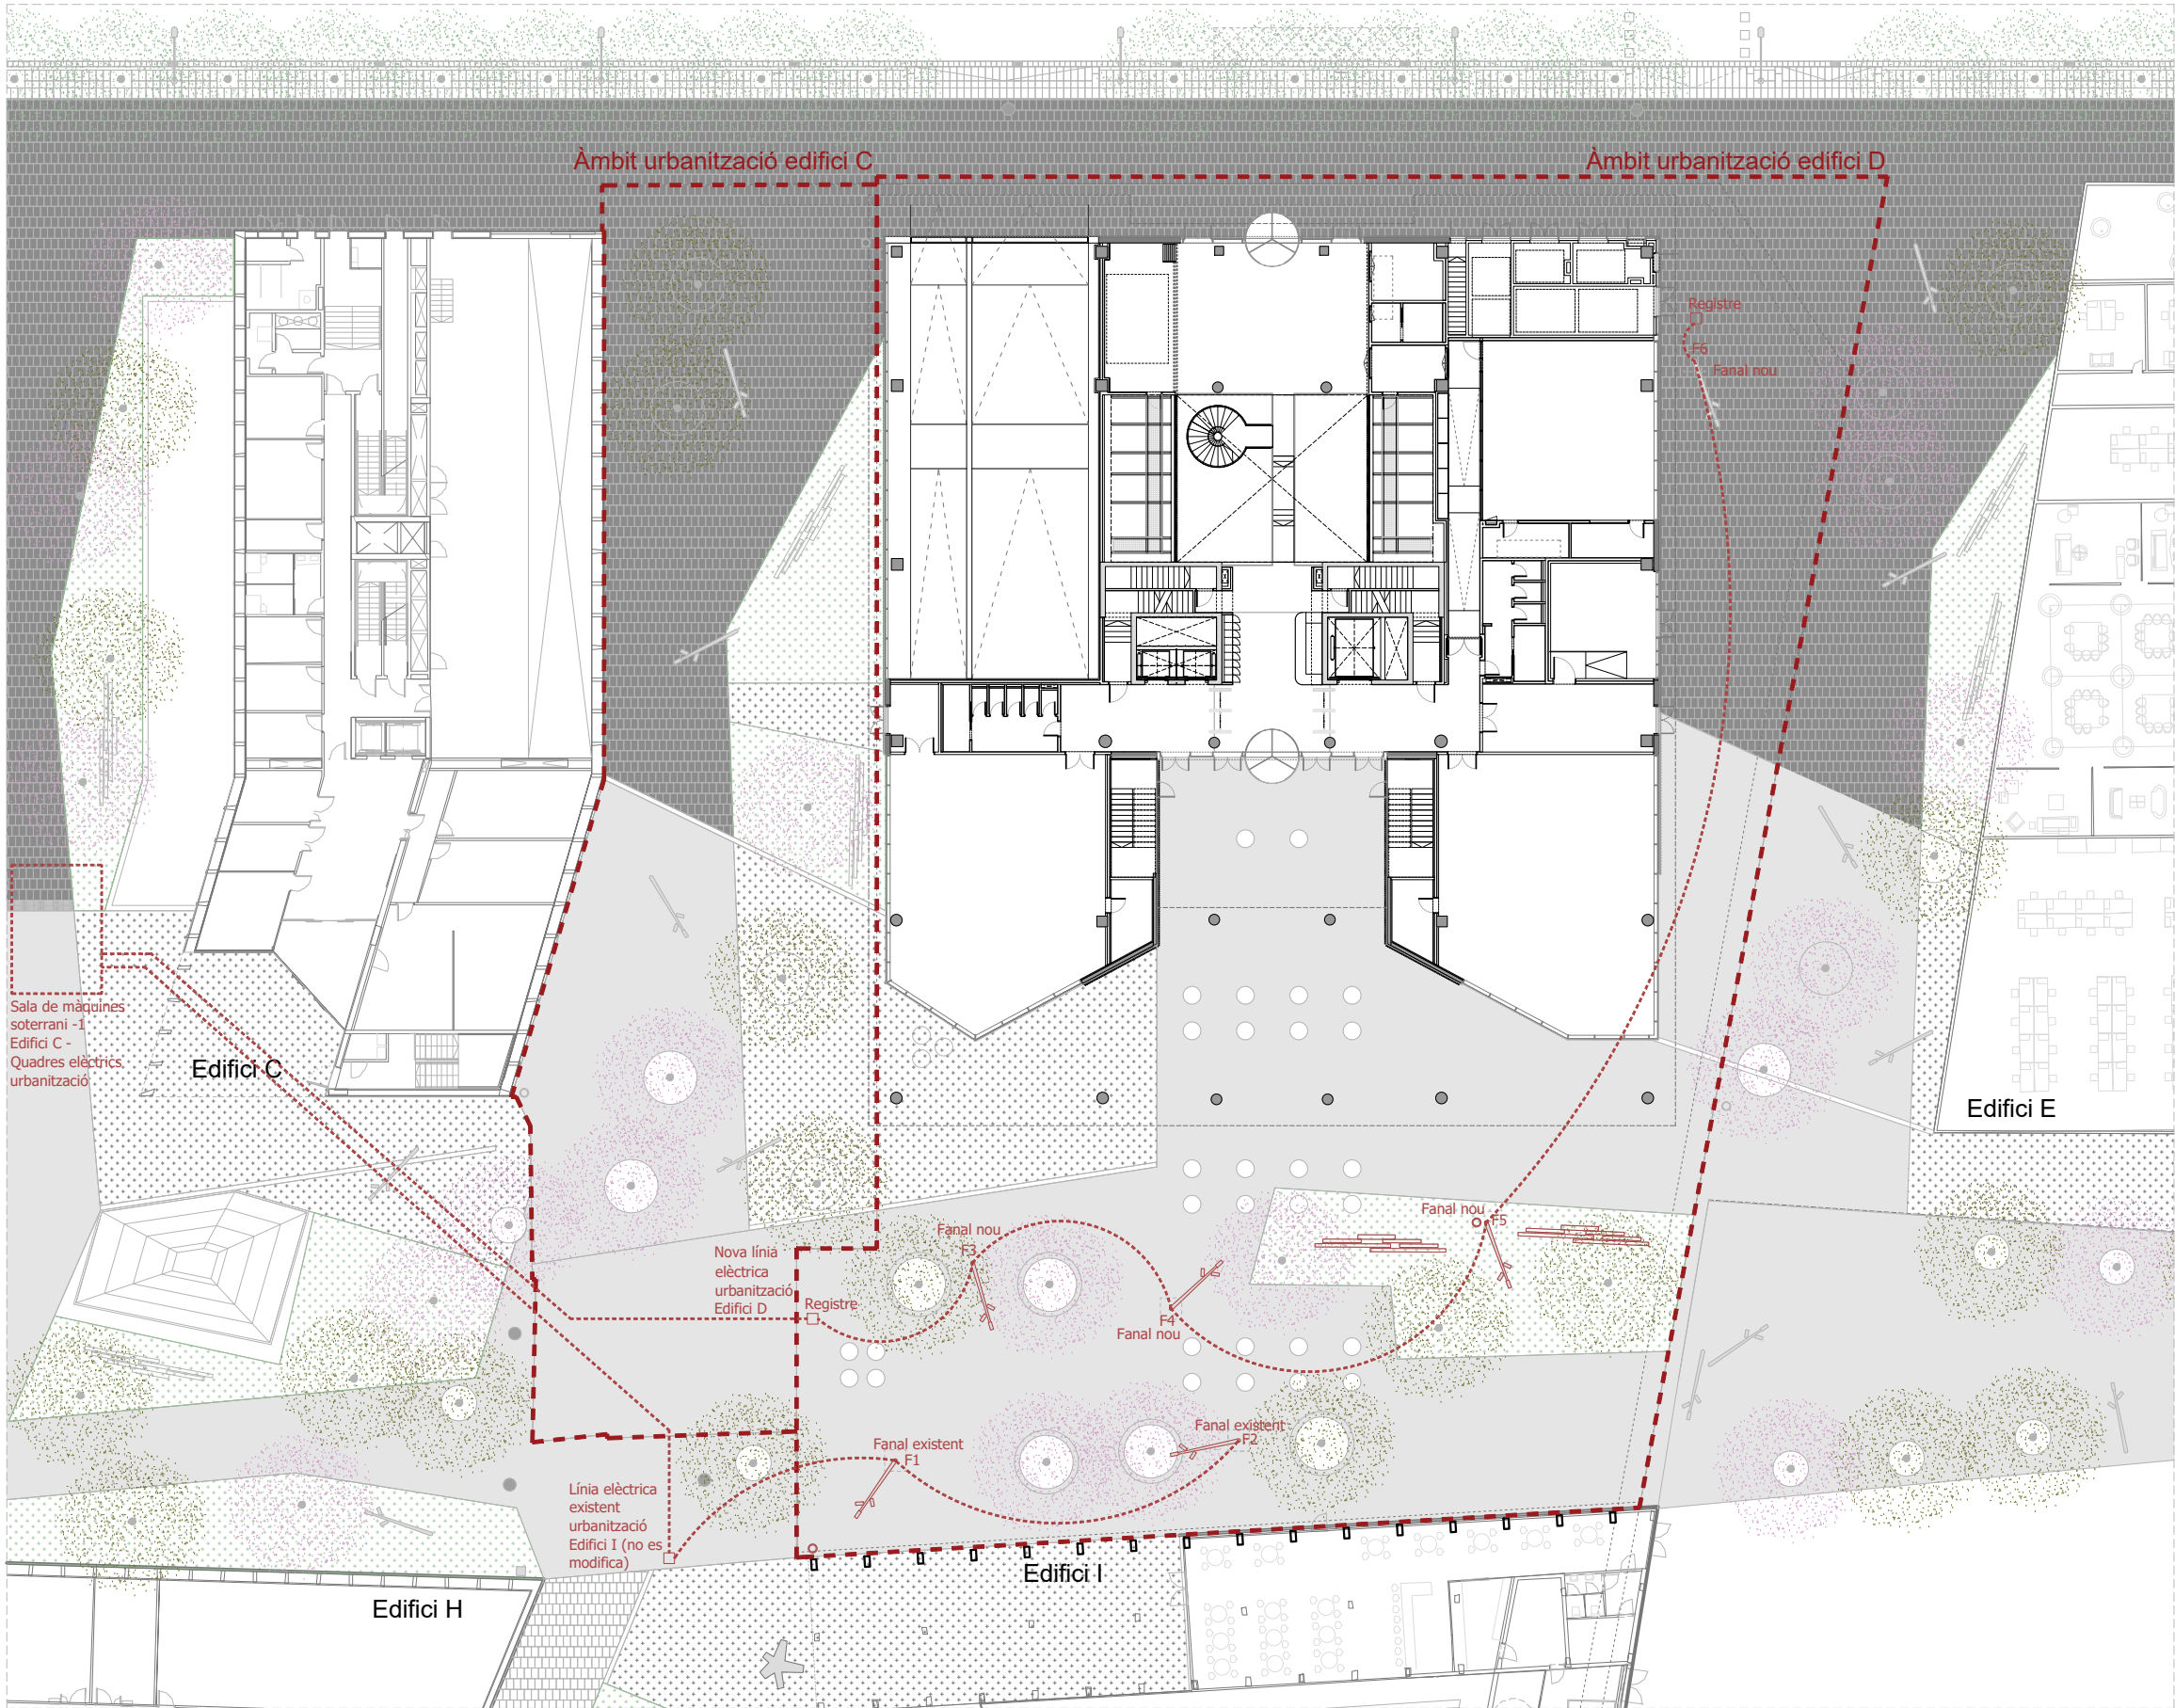 Àmbit urbanització edifici C
Àmbit urbanització edifici D
Registre
F6
Fanal nou
Sala de màquines
soterrani -1
Edifici C -
Quadres elèctrics
urbanització
Edifici C
Edifici E
Fanal nou
F5
Fanal nou
F3
Nova línia
elèctrica
urbanització
Edifici D
Registre
F4
Fanal nou
Fanal existent
F2
Fanal existent
F1
Línia elèctrica
existent
urbanització
Edifici I (no es
modifica)
Edifici I
Edifici H